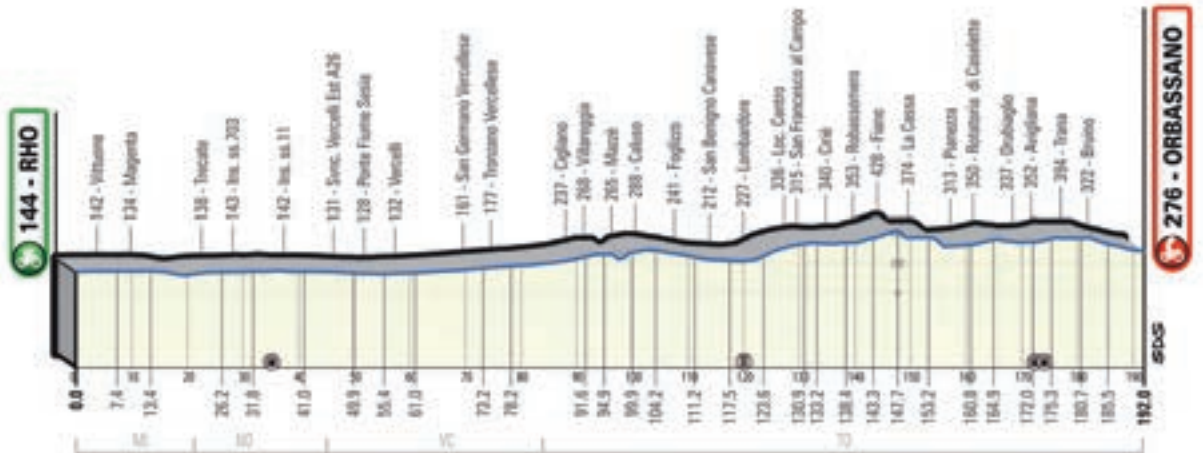 144 - RHO
142 - Vittuone
134 - Magenta
138 - Trecate
143 - Ins. ss.703
142 - Ins. ss.11
131 - Svinc. Vercelli Est A26
128 - Ponte Fiume Sesia
132 - Vercelli
161 - San Germano Vercellese
177 - Tronzano Vercellese
237 - Cigliano
268 - Villareggia
265 - Mazzè
288 - Caluso
241 - Foglizzo
212 - San Benigno Canavese
227 - Lombardore
336 - Loc. Centro
315 - San Francesco al Campo
340 - Ciriè
353 - Robassomero
428 - Fiano
374 - La Cassa
313 - Pianezza
350 - Rotatoria di Caselette
337 - Drubiaglio
352 - Avigliana
394 - Trana
322 - Bruino
276 - ORBASSANO
SDS
0.0
7.4
13.4
26.2
31.8
41.0
49.9
55.4
61.0
73.2
78.2
91.6
94.9
99.9
104.2
111.2
117.5
123.6
130.9
133.2
138.4
143.3
147.7
153.2
160.8
164.9
172.0
175.3
180.7
185.5
192.0
MI
NO
VC
TO